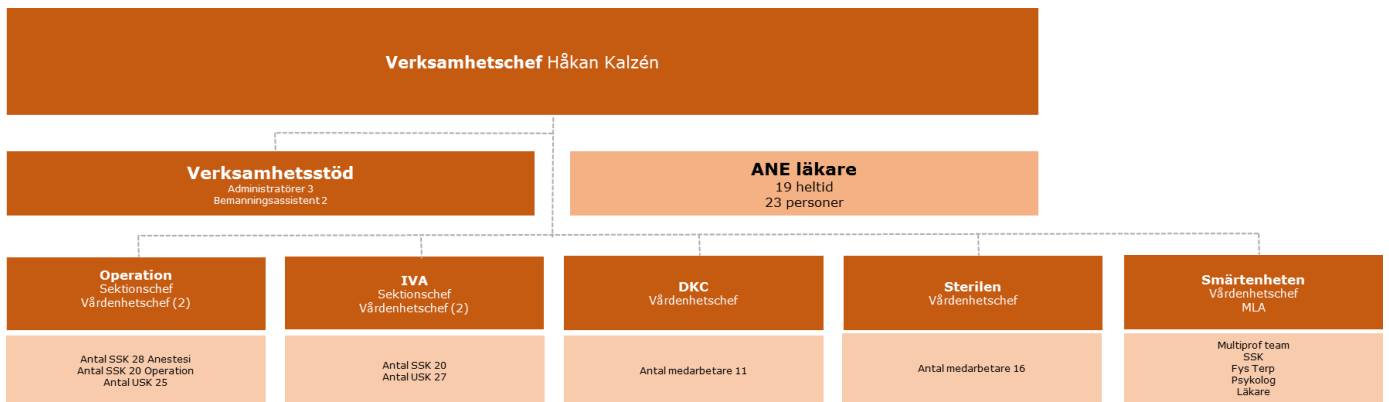 Verksamhetschef Håkan Kalzén
Verksamhetsstöd
Administratörer 3
Bemanningsassistent 2
ANE läkare
19 heltid
23 personer
Operation
Sektionschef
Vårdenhetschef (2)
IVA
Sektionschef
Vårdenhetschef (2)
DKC
Vårdenhetschef
Sterilen
Vårdenhetschef
Smärtenheten
Vårdenhetschef
MLA
Antal SSK 28 Anestesi
Antal SSK 20 Operation
Antal USK 25
Antal SSK 20
Antal USK 27
Antal medarbetare 11
Antal medarbetare 16
Multiprof team
SSK
Fys Terp
Psykolog
Läkare